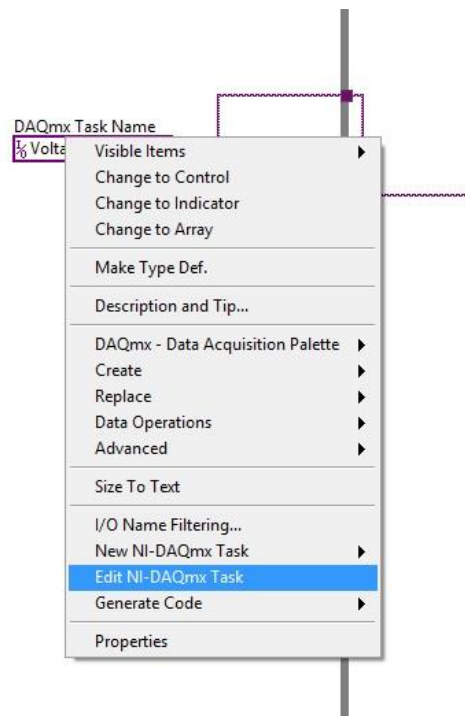 DAQmx Task Name
Visible Items
Change to Control
Change to Indicator
Change to Array
Make Type Def.
Description and Tip...
DAQmx - Data Acquisition Palette
Create
Replace
Data Operations
Advanced
Size To Text
I/O Name Filtering...
New NI-DAQmx Task
Edit NI-DAQmx Task
Generate Code
Properties